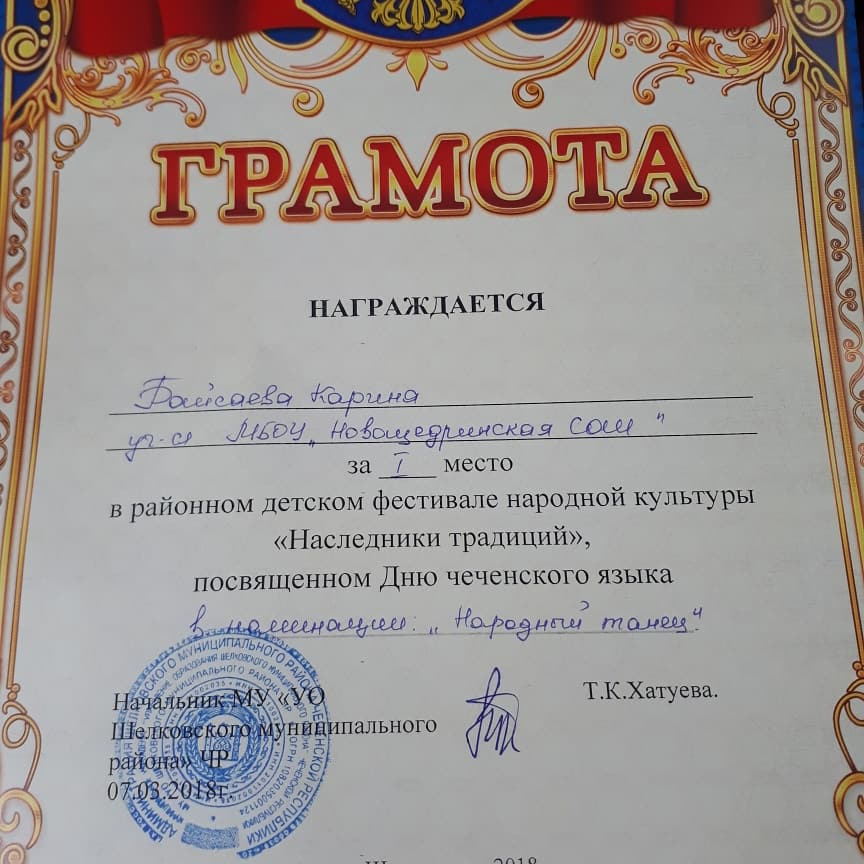 ГРАМОТА
НАГРАЖДАЕТСЯ
Байсаева Карина
уч-ся МБОУ „Новощедринская сош"
за I место
в районном детском фестивале народной культуры
«Наследники традиций»,
посвященном Дню чеченского языка
в номинации: „Народный танец"
Начальник МУ «УО
Шелковского муниципального
района» ЧР
07.03.2018г.
Т.К.Хатуева.
2018